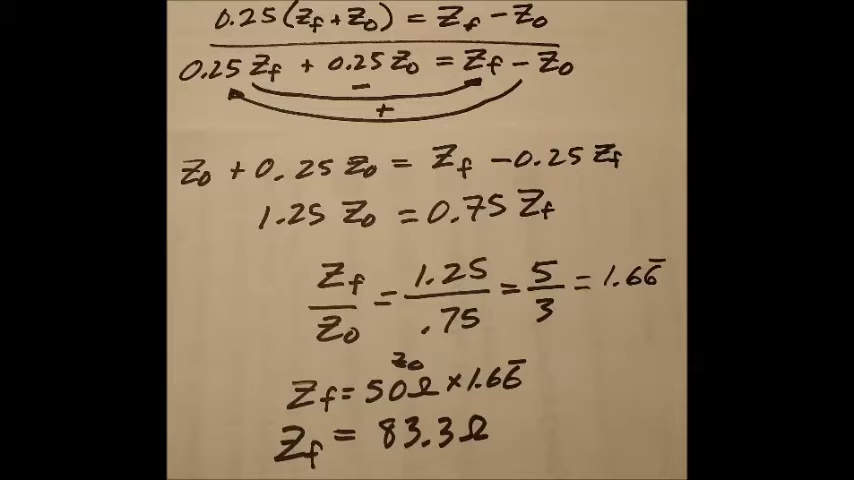 0.25(Zf + Z0) = Zf - Z0
0.25 Zf + 0.25 Z0 = Zf - Z0
-
+
Z0 + 0.25 Z0 = Zf - 0.25 Zf
1.25 Z0 = 0.75 Zf
Zf/Z0 = 1.25/.75 = 5/3 = 1.66̅
Z0
Zf = 50Ω × 1.66̅
Zf = 83.3Ω